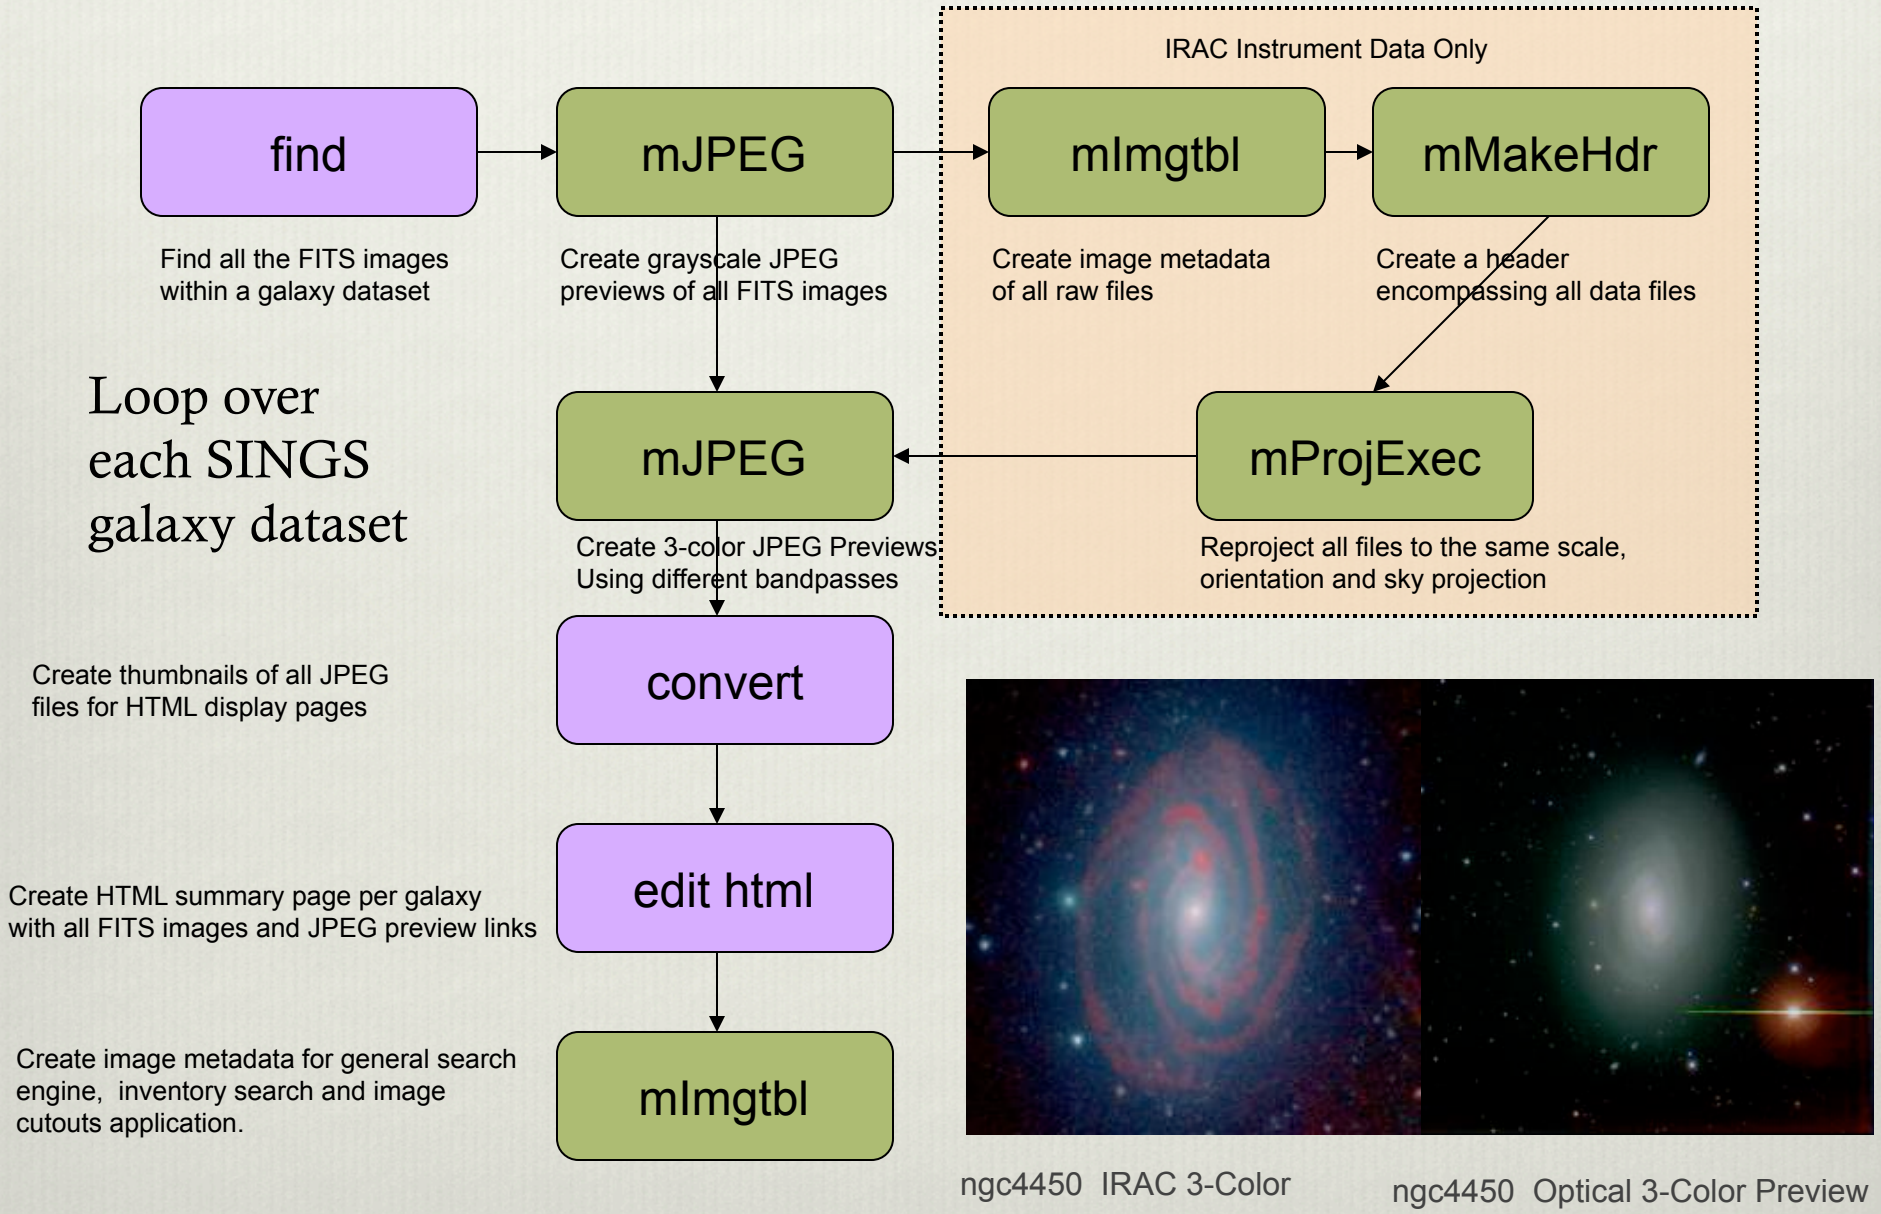 IRAC Instrument Data Only
find
mJPEG
mImgtbl
mMakeHdr
Find all the FITS images
within a galaxy dataset
Create grayscale JPEG
previews of all FITS images
Create image metadata
of all raw files
Create a header
encompassing all data files
Loop over
each SINGS
galaxy dataset
mJPEG
mProjExec
Create 3-color JPEG Previews
Using different bandpasses
Reproject all files to the same scale,
orientation and sky projection
Create thumbnails of all JPEG
files for HTML display pages
convert
Create HTML summary page per galaxy
with all FITS images and JPEG preview links
edit html
Create image metadata for general search
engine,  inventory search and image
cutouts application.
mImgtbl
ngc4450  IRAC 3-Color
ngc4450  Optical 3-Color Preview